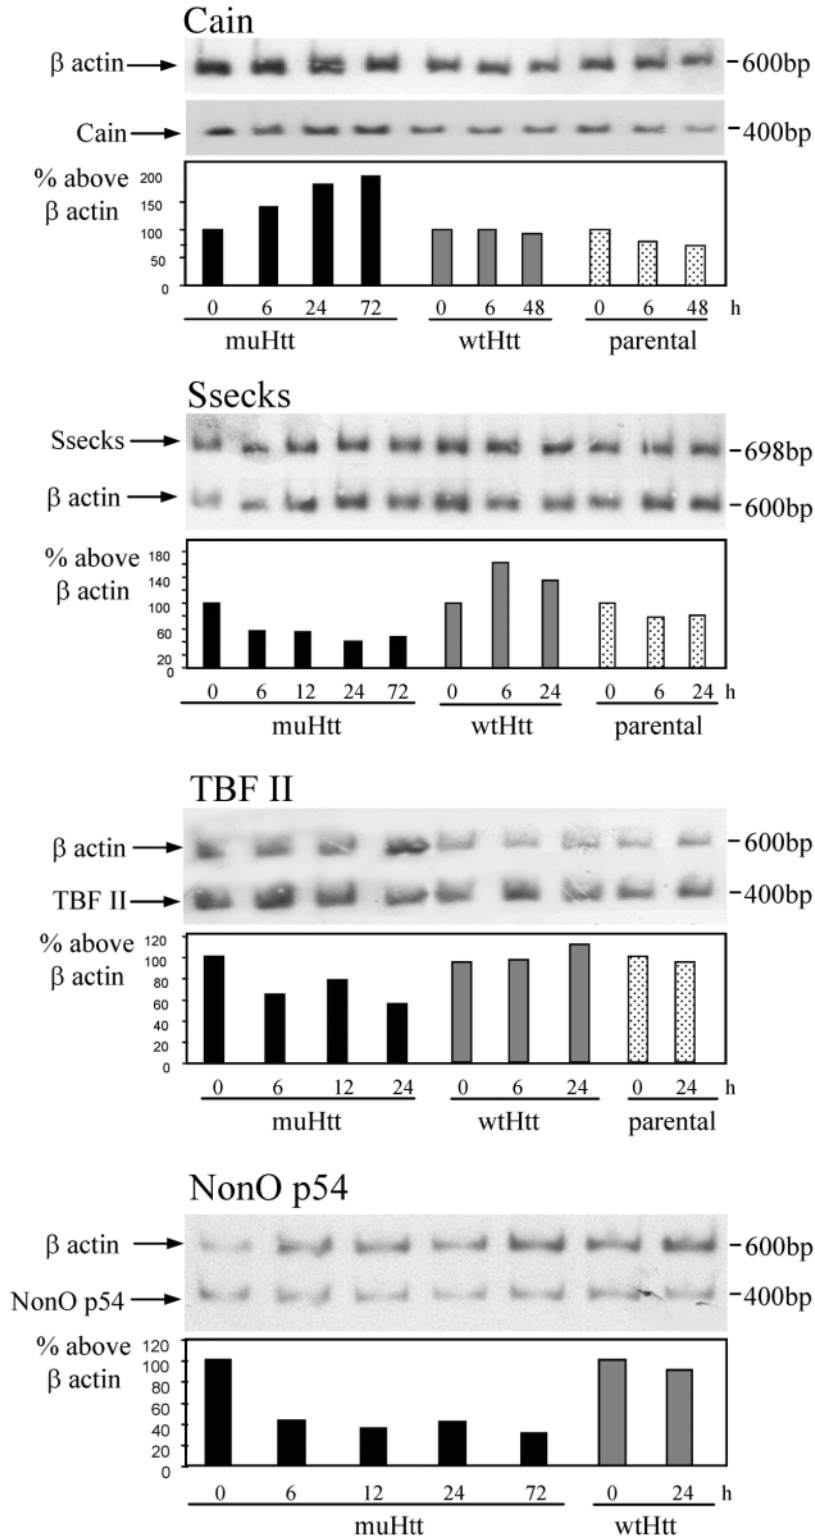 Cain
β actin
-600bp
Cain
-400bp
% above
β actin
200
150
100
50
0
0 6 24 72 0 6 48 0 6 48 h
muHtt wtHtt parental
Ssecks
Ssecks
-698bp
β actin
-600bp
% above
β actin
180
140
100
60
20
0
0 6 12 24 72 0 6 24 0 6 24 h
muHtt wtHtt parental
TBF II
β actin
-600bp
TBF II
-400bp
% above
β actin
120
100
80
60
40
20
0
0 6 12 24 0 6 24 0 24 h
muHtt wtHtt parental
NonO p54
β actin
-600bp
NonO p54
-400bp
% above
β actin
120
100
80
60
40
20
0
0 6 12 24 72 0 24 h
muHtt wtHtt